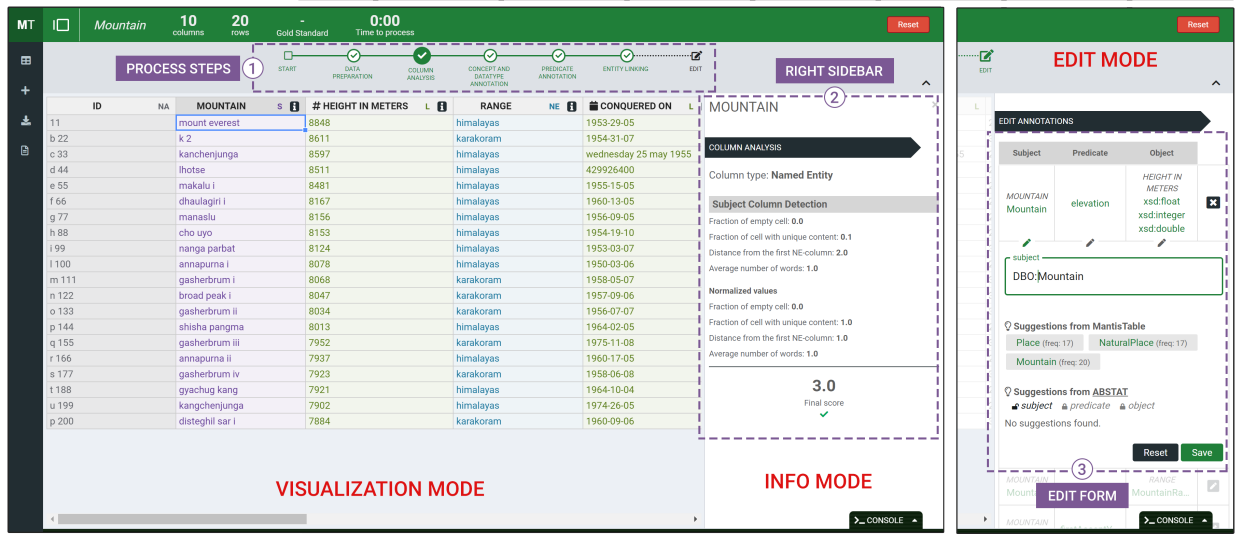 MT Mountain 10 columns 20 rows - Gold Standard 0:00 Time to process Reset
PROCESS STEPS 1
START
DATA PREPARATION
COLUMN ANALYSIS
CONCEPT AND DATATYPE ANNOTATION
PREDICATE ANNOTATION
ENTITY LINKING
EDIT
RIGHT SIDEBAR
2
ID NA MOUNTAIN S # HEIGHT IN METERS L RANGE NE CONQUERED ON L
11 mount everest 8848 himalayas 1953-29-05
b 22 k 2 8611 karakoram 1954-31-07
c 33 kanchenjunga 8597 himalayas wednesday 25 may 1955
d 44 lhotse 8511 himalayas 429926400
e 55 makalu i 8481 himalayas 1955-15-05
f 66 dhaulagiri i 8167 himalayas 1960-13-05
g 77 manaslu 8156 himalayas 1956-09-05
h 88 cho uyo 8153 himalayas 1954-19-10
i 99 nanga parbat 8124 himalayas 1953-03-07
l 100 annapurna i 8078 himalayas 1950-03-06
m 111 gasherbrum i 8068 karakoram 1958-05-07
n 122 broad peak i 8047 karakoram 1957-09-06
o 133 gasherbrum ii 8034 karakoram 1956-07-07
p 144 shisha pangma 8013 himalayas 1964-02-05
q 155 gasherbrum iii 7952 karakoram 1975-11-08
r 166 annapurna ii 7937 himalayas 1960-17-05
s 177 gasherbrum iv 7923 karakoram 1958-06-08
t 188 gyachug kang 7921 himalayas 1964-10-04
u 199 kangchenjunga 7902 himalayas 1974-26-05
p 200 disteghil sar i 7884 karakoram 1960-09-06
VISUALIZATION MODE
MOUNTAIN
COLUMN ANALYSIS
Column type: Named Entity
Subject Column Detection
Fraction of empty cell: 0.0
Fraction of cell with unique content: 0.1
Distance from the first NE-column: 2.0
Average number of words: 1.0
Normalized values
Fraction of empty cell: 0.0
Fraction of cell with unique content: 1.0
Distance from the first NE-column: 1.0
Average number of words: 1.0
3.0
Final score
INFO MODE
>_ CONSOLE
Reset
EDIT
EDIT MODE
L
EDIT ANNOTATIONS
Subject Predicate Object
MOUNTAIN
Mountain
elevation
HEIGHT IN
METERS
xsd:float
xsd:integer
xsd:double
subject
DBO:Mountain
Suggestions from MantisTable
Place (freq: 17) NaturalPlace (freq: 17)
Mountain (freq: 20)
Suggestions from ABSTAT
subject predicate object
No suggestions found.
Reset Save
3
EDIT FORM
MOUNTAIN RANGE
MountainRa...
MOUNTAIN
>_ CONSOLE